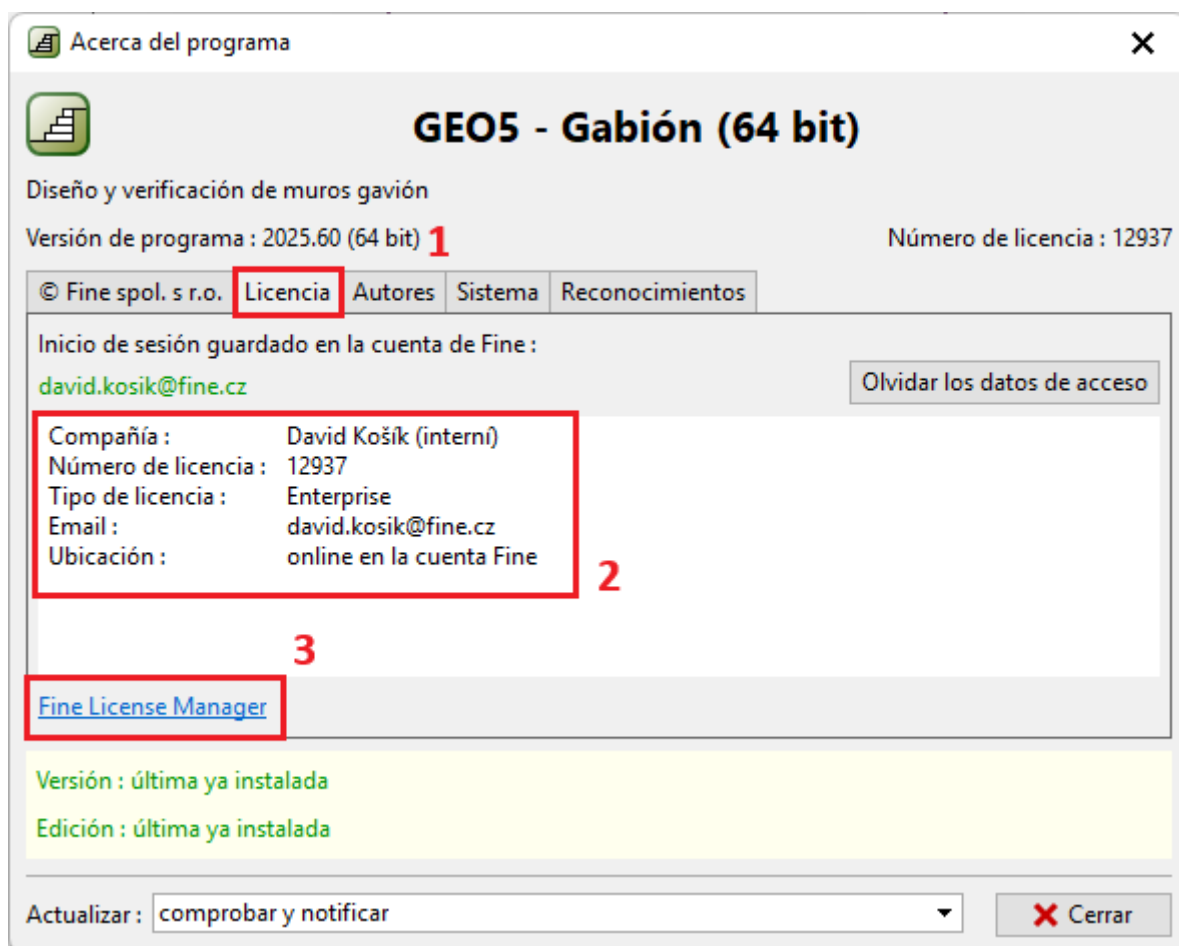 Acerca del programa
GEO5 - Gabión (64 bit)
Diseño y verificación de muros gavión
Versión de programa : 2025.60 (64 bit) 1 Número de licencia : 12937
© Fine spol. s r.o. Licencia Autores Sistema Reconocimientos
Inicio de sesión guardado en la cuenta de Fine :
david.kosik@fine.cz Olvidar los datos de acceso
Compañía : David Košík (interní)
Número de licencia : 12937
Tipo de licencia : Enterprise
Email : david.kosik@fine.cz
Ubicación : online en la cuenta Fine
2
3
Fine License Manager
Versión : última ya instalada
Edición : última ya instalada
Actualizar : comprobar y notificar Cerrar